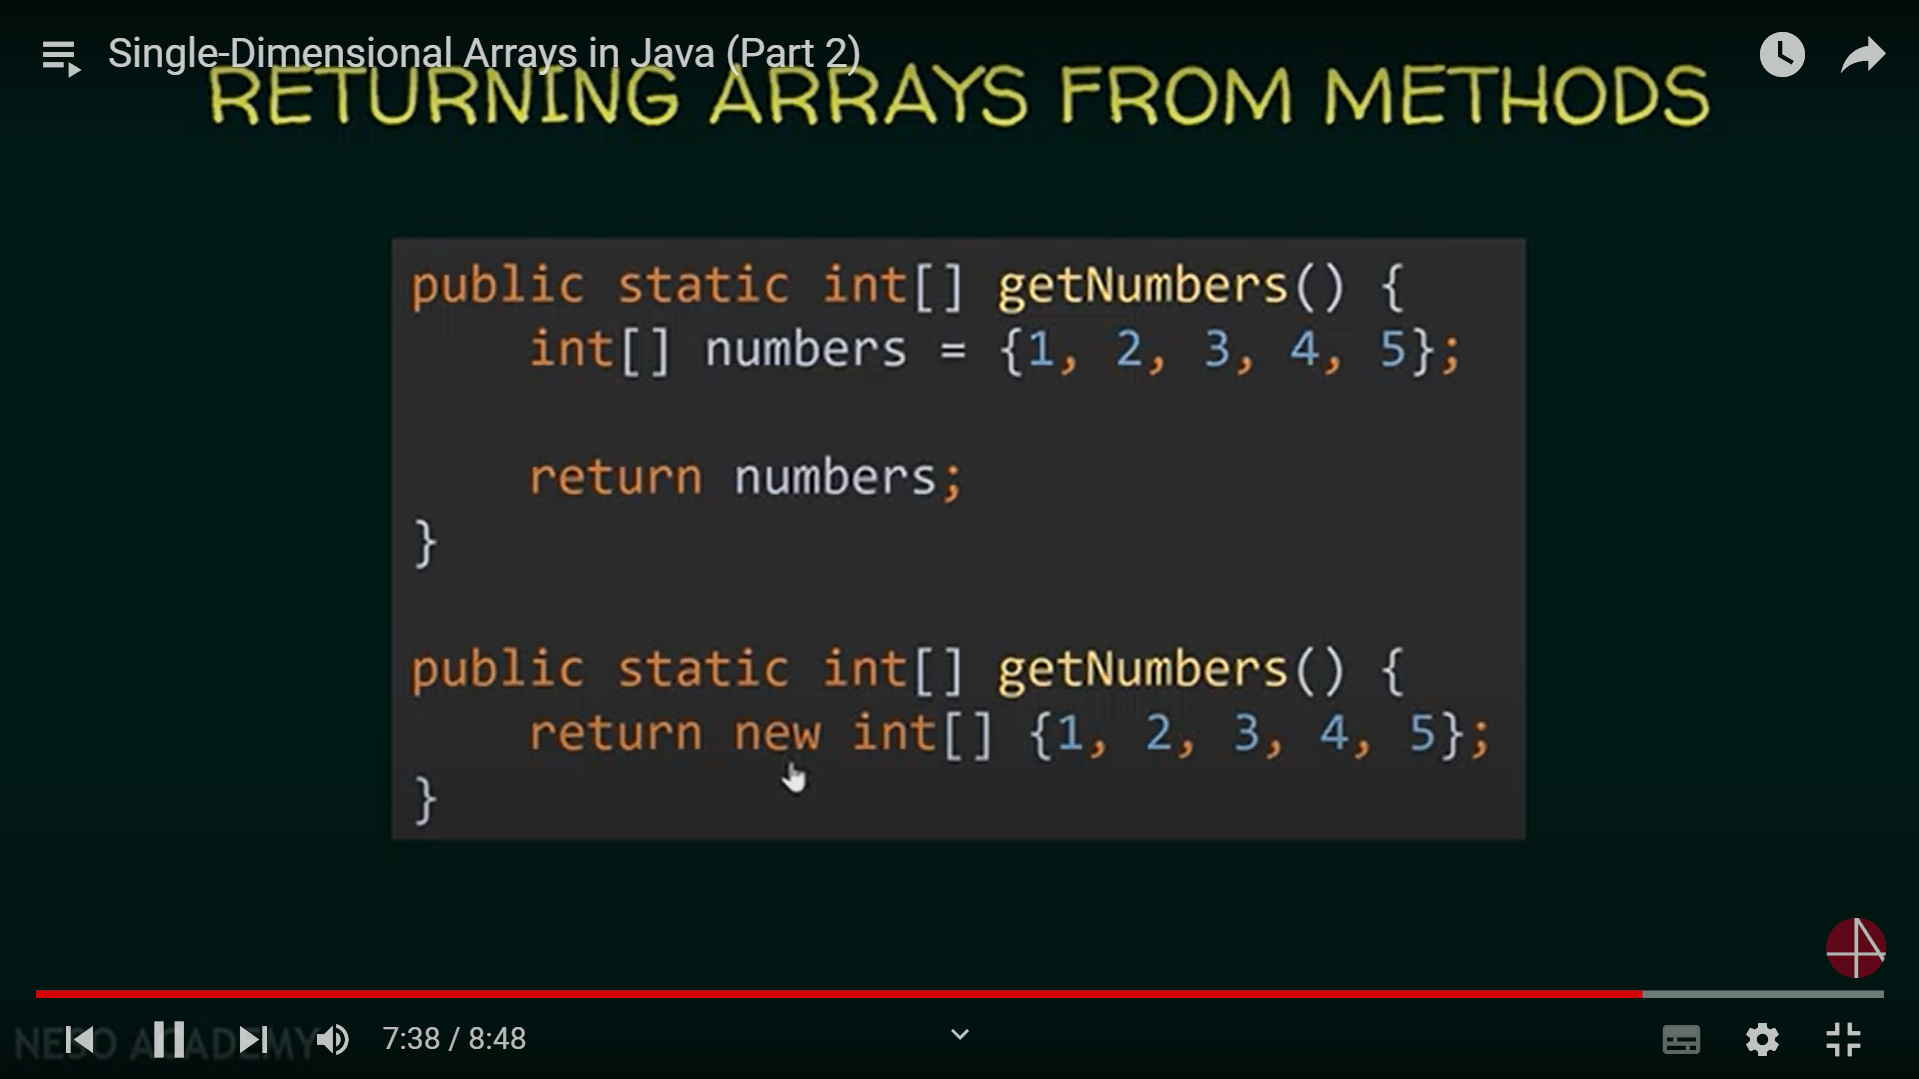 Single-Dimensional Arrays in Java (Part 2)
RETURNING ARRAYS FROM METHODS
public static int[] getNumbers() {
int[] numbers = {1, 2, 3, 4, 5};
return numbers;
}
public static int[] getNumbers() {
return new int[] {1, 2, 3, 4, 5};
}
NESO ACADEMY
7:38 / 8:48